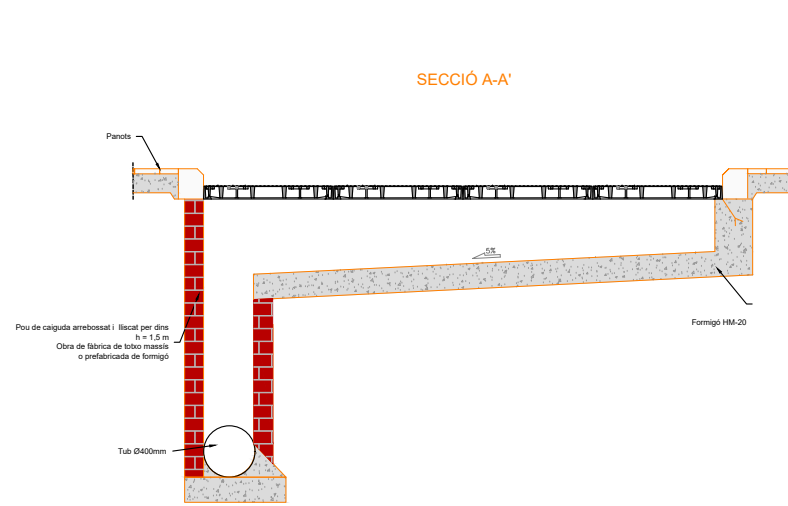 SECCIÓ A-A'
Panots
5%
Pou de caiguda arrebossat i lliscat per dins
h = 1,5 m
Obra de fàbrica de totxo massís
o prefabricada de formigó
Formigó HM-20
Tub Ø400mm